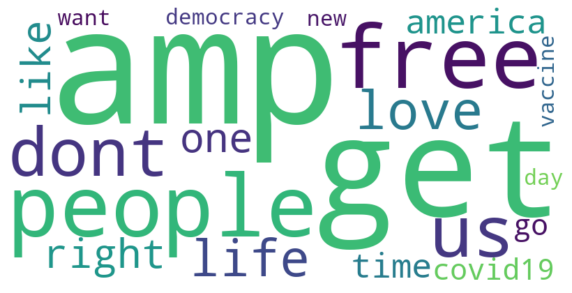 want democracy new america
like amp free vaccine
love
dont one
get
people day
us go
right life time covid19